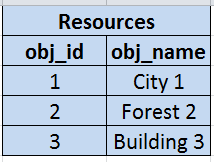 Resources
obj_id obj_name
1 City 1
2 Forest 2
3 Building 3